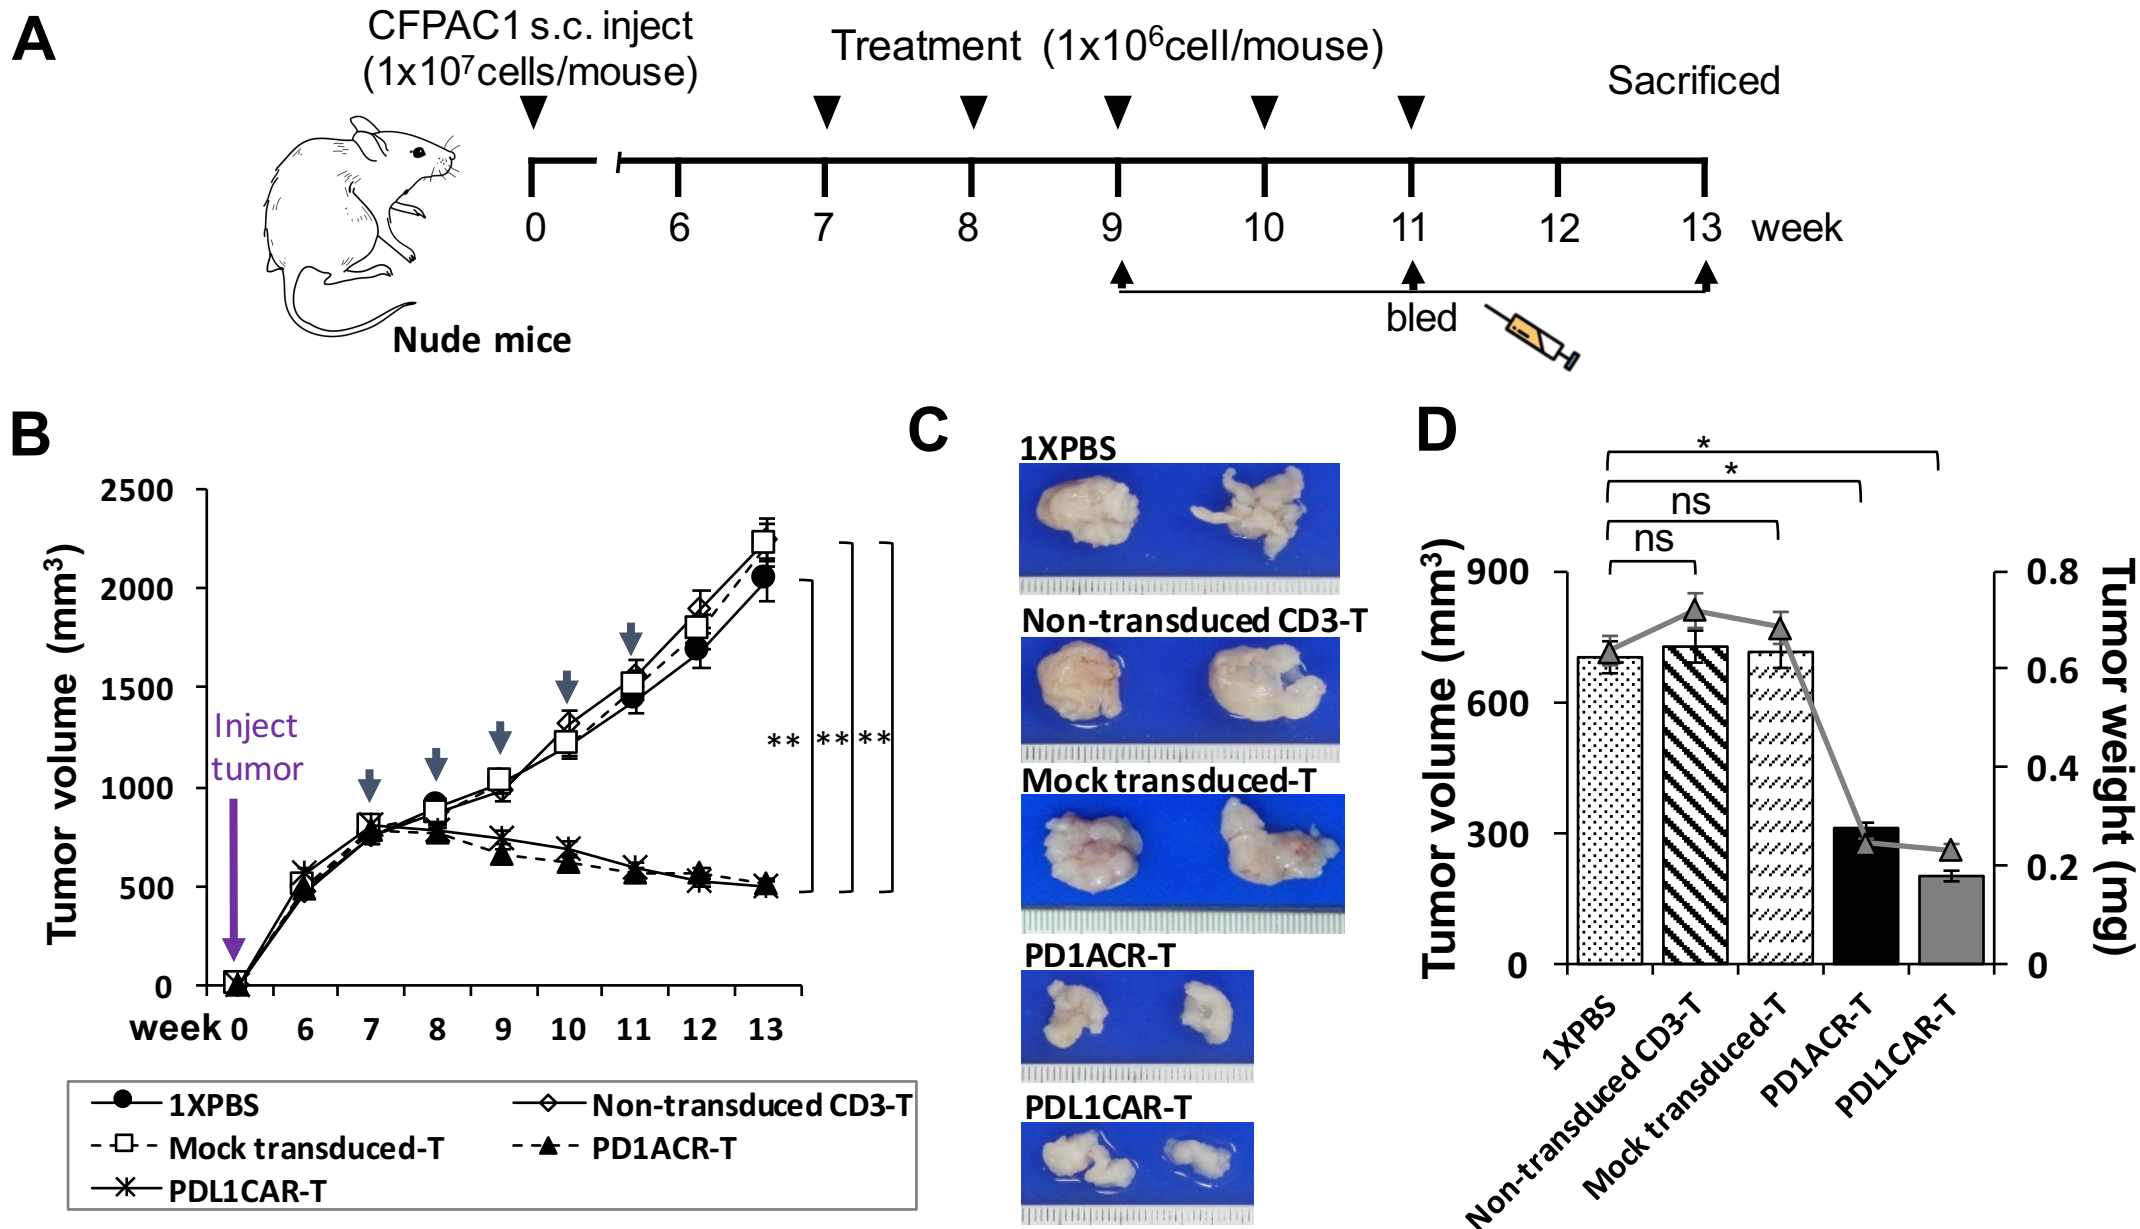 A
CFPAC1 s.c. inject
(1x10⁷cells/mouse)
Treatment (1x10⁶cell/mouse)
Sacrificed
0 6 7 8 9 10 11 12 13 week
bled
Nude mice
B
Tumor volume (mm³)
2500
2000
1500
1000
500
0
Inject
tumor
** ** **
week 0 6 7 8 9 10 11 12 13
1XPBS
Non-transduced CD3-T
Mock transduced-T
PD1ACR-T
PDL1CAR-T
C
1XPBS
Non-transduced CD3-T
Mock transduced-T
PD1ACR-T
PDL1CAR-T
D
*
*
ns
ns
Tumor volume (mm³)
900
600
300
0
0.8
0.6
0.4
0.2
0
Tumor weight (mg)
1XPBS
Non-transduced CD3-T
Mock transduced-T
PD1ACR-T
PDL1CAR-T